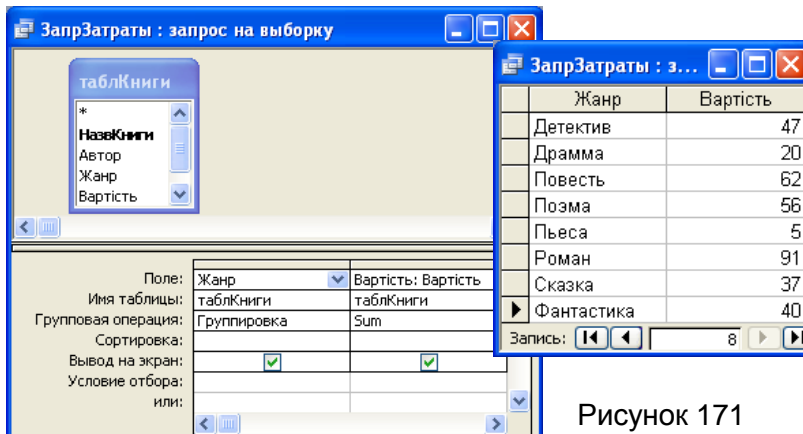 ЗапрЗатраты : запрос на выборку
таблКниги
*
НазвКниги
Автор
Жанр
Вартість
Поле: Жанр Вартість: Вартість
Имя таблицы: таблКниги таблКниги
Групповая операция: Группировка Sum
Сортировка:
Вывод на экран:
Условие отбора:
или:
ЗапрЗатраты : з...
Жанр Вартість
Детектив 47
Драмма 20
Повесть 62
Поэма 56
Пьеса 5
Роман 91
Сказка 37
Фантастика 40
Запись: 8
Рисунок 171